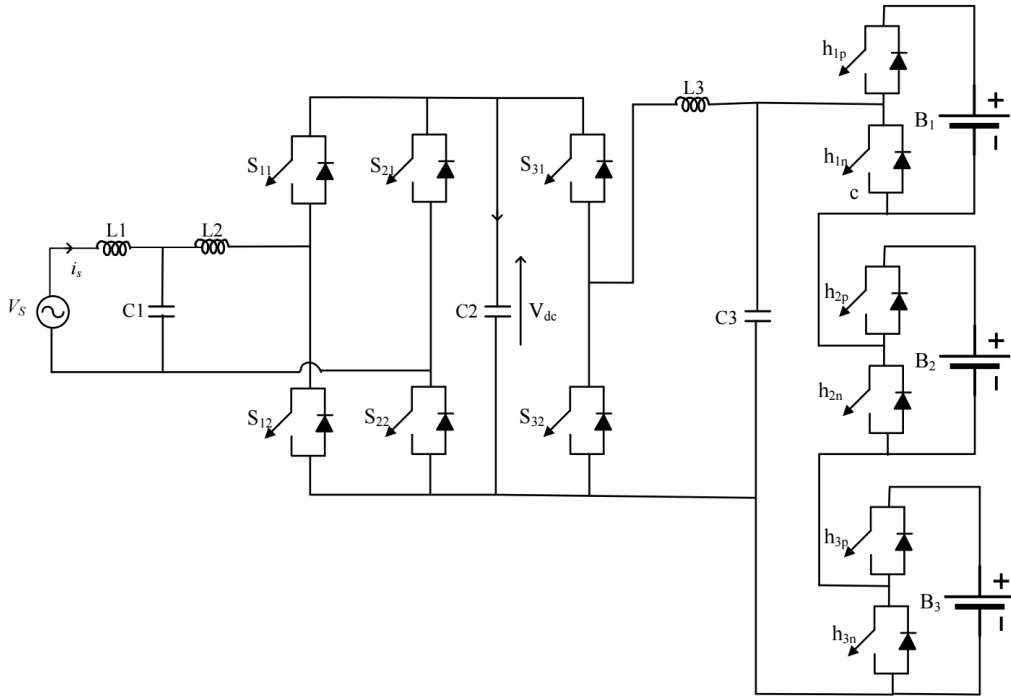 h1p
B1
+
−
h1n
c
L3
S11
S21
S31
L1
L2
is
VS
C1
C2
Vdc
C3
h2p
B2
+
−
h2n
S12
S22
S32
h3p
B3
+
−
h3n